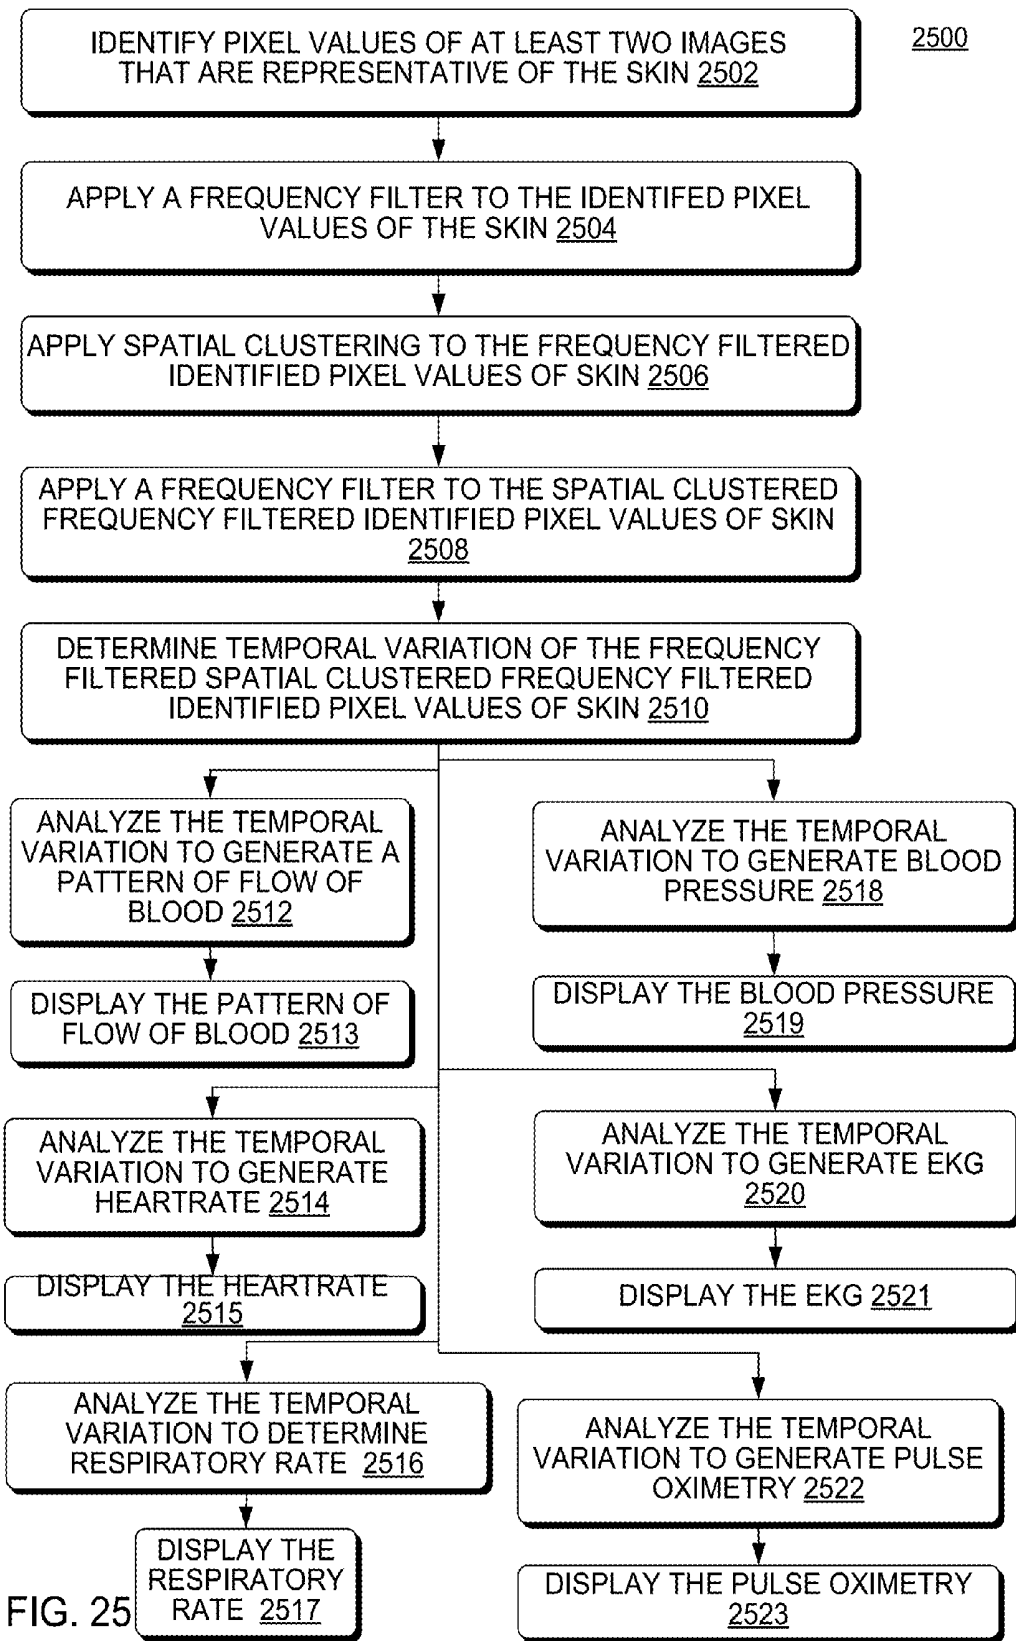 2500
IDENTIFY PIXEL VALUES OF AT LEAST TWO IMAGES
THAT ARE REPRESENTATIVE OF THE SKIN 2502
APPLY A FREQUENCY FILTER TO THE IDENTIFED PIXEL
VALUES OF THE SKIN 2504
APPLY SPATIAL CLUSTERING TO THE FREQUENCY FILTERED
IDENTIFIED PIXEL VALUES OF SKIN 2506
APPLY A FREQUENCY FILTER TO THE SPATIAL CLUSTERED
FREQUENCY FILTERED IDENTIFIED PIXEL VALUES OF SKIN
2508
DETERMINE TEMPORAL VARIATION OF THE FREQUENCY
FILTERED SPATIAL CLUSTERED FREQUENCY FILTERED
IDENTIFIED PIXEL VALUES OF SKIN 2510
ANALYZE THE TEMPORAL
VARIATION TO GENERATE A
PATTERN OF FLOW OF
BLOOD 2512
DISPLAY THE PATTERN OF
FLOW OF BLOOD 2513
ANALYZE THE TEMPORAL
VARIATION TO GENERATE BLOOD
PRESSURE 2518
DISPLAY THE BLOOD PRESSURE
2519
ANALYZE THE TEMPORAL
VARIATION TO GENERATE
HEARTRATE 2514
DISPLAY THE HEARTRATE
2515
ANALYZE THE TEMPORAL
VARIATION TO GENERATE EKG
2520
DISPLAY THE EKG 2521
ANALYZE THE TEMPORAL
VARIATION TO DETERMINE
RESPIRATORY RATE 2516
DISPLAY THE
RESPIRATORY
RATE 2517
ANALYZE THE TEMPORAL
VARIATION TO GENERATE PULSE
OXIMETRY 2522
DISPLAY THE PULSE OXIMETRY
2523
FIG. 25